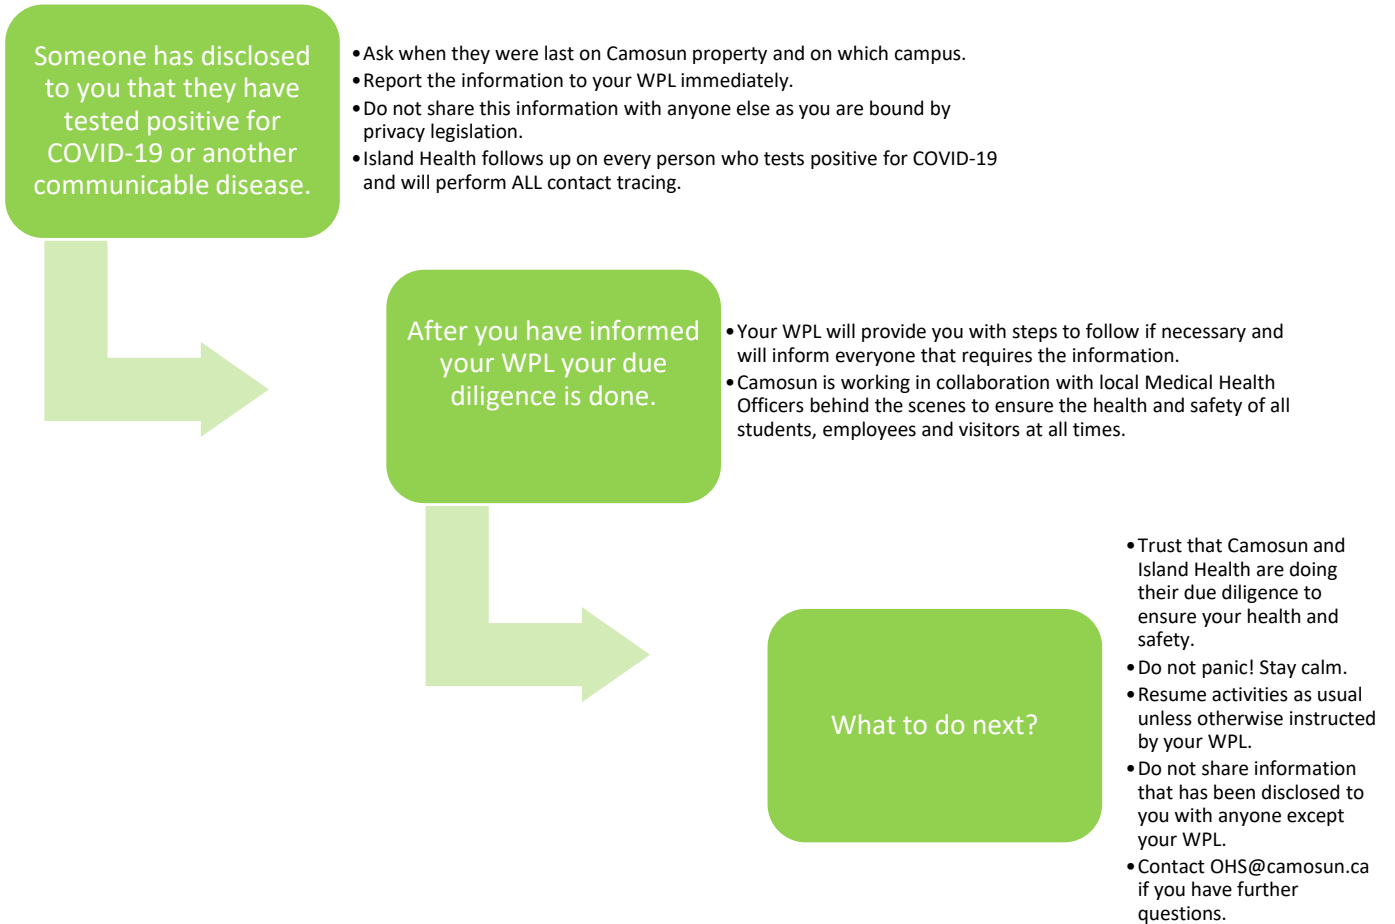 Someone has disclosed
to you that they have
tested positive for
COVID-19 or another
communicable disease.
•Ask when they were last on Camosun property and on which campus.
•Report the information to your WPL immediately.
•Do not share this information with anyone else as you are bound by
privacy legislation.
•Island Health follows up on every person who tests positive for COVID-19
and will perform ALL contact tracing.
After you have informed
your WPL your due
diligence is done.
•Your WPL will provide you with steps to follow if necessary and
will inform everyone that requires the information.
•Camosun is working in collaboration with local Medical Health
Officers behind the scenes to ensure the health and safety of all
students, employees and visitors at all times.
What to do next?
•Trust that Camosun and
Island Health are doing
their due diligence to
ensure your health and
safety.
•Do not panic! Stay calm.
•Resume activities as usual
unless otherwise instructed
by your WPL.
•Do not share information
that has been disclosed to
you with anyone except
your WPL.
•Contact OHS@camosun.ca
if you have further
questions.